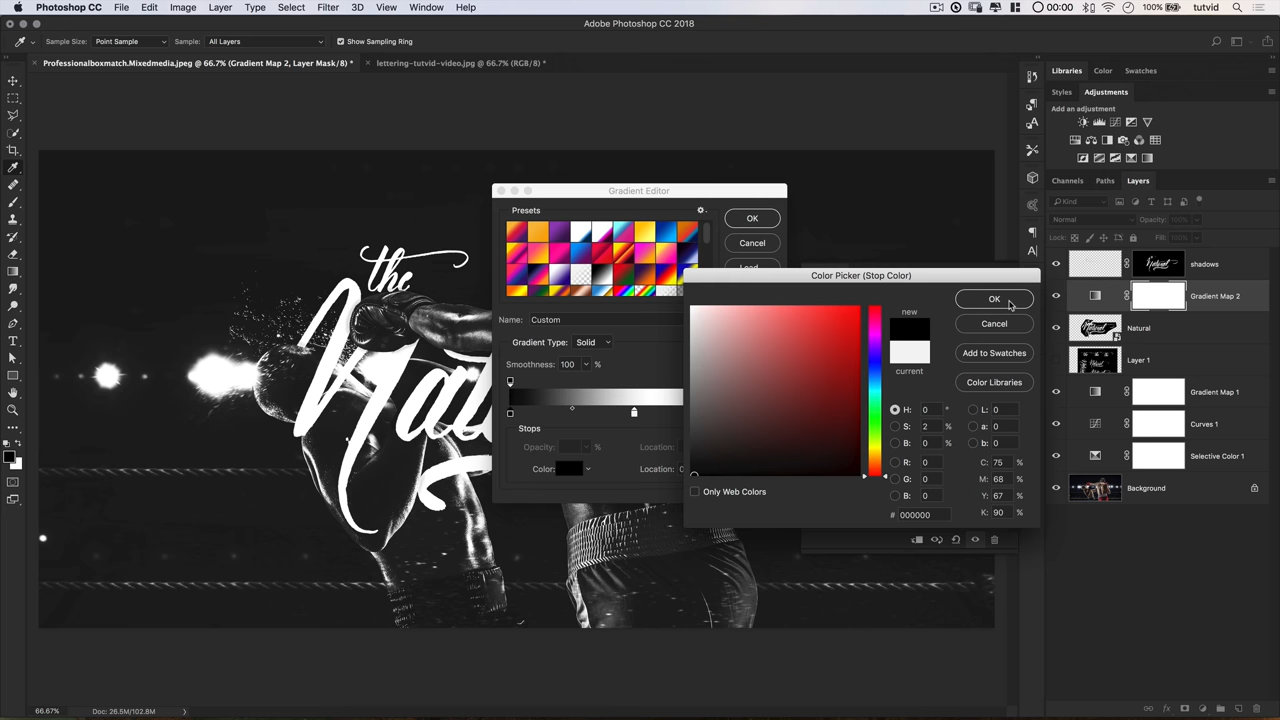 Photoshop CC File Edit Image Layer Type Select Filter 3D View Window Help 00:00 100% tutvid
Adobe Photoshop CC 2018
Sample Size: Point Sample Sample: All Layers Show Sampling Ring
Professionalboxmatch.Mixedmedia.jpeg @ 66.7% (Gradient Map 2, Layer Mask/8) * lettering-tutvid-video.jpg @ 66.7% (RGB/8) *
Libraries Color Swatches
Styles Adjustments
Add an adjustment
Channels Paths Layers
Kind
Normal Opacity: 100%
Lock: Fill: 100%
shadows
Gradient Map 2
Natural
Layer 1
Gradient Map 1
Curves 1
Selective Color 1
Background
Gradient Editor
Presets
OK
Cancel
Name: Custom
Gradient Type: Solid
Smoothness: 100 %
Stops
Opacity: % Location:
Color: Location: 0
Color Picker (Stop Color)
new
current
OK
Cancel
Add to Swatches
Color Libraries
H: 0 ° L: 0
S: 2 % a: 0
B: 0 % b: 0
R: 0 C: 75 %
G: 0 M: 68 %
B: 0 Y: 67 %
# 000000 K: 90 %
Only Web Colors
the
66.67% Doc: 26.5M/102.8M